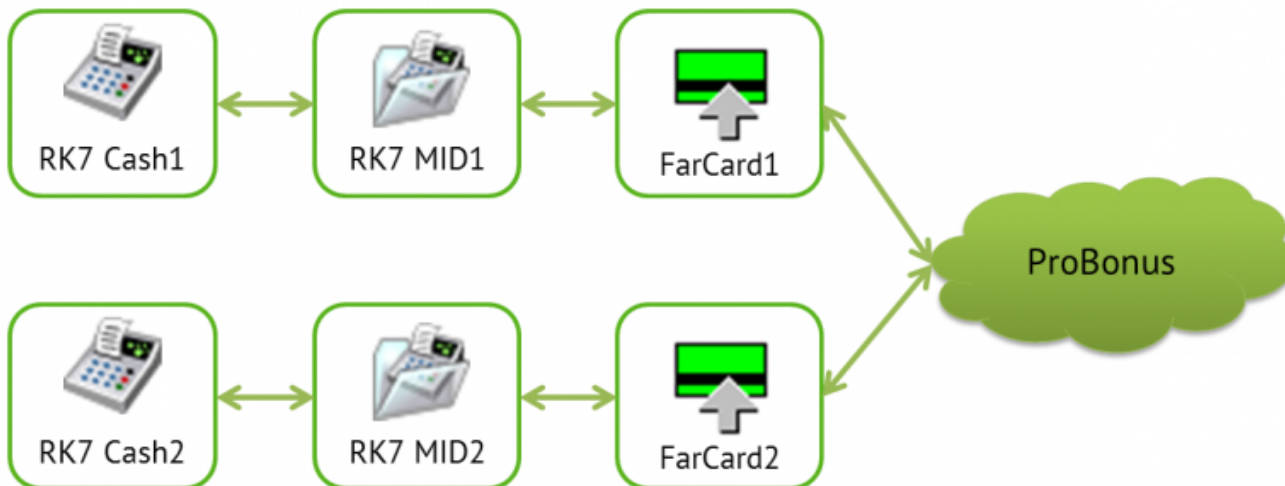 RK7 Cash1
RK7 MID1
FarCard1
ProBonus
RK7 Cash2
RK7 MID2
FarCard2